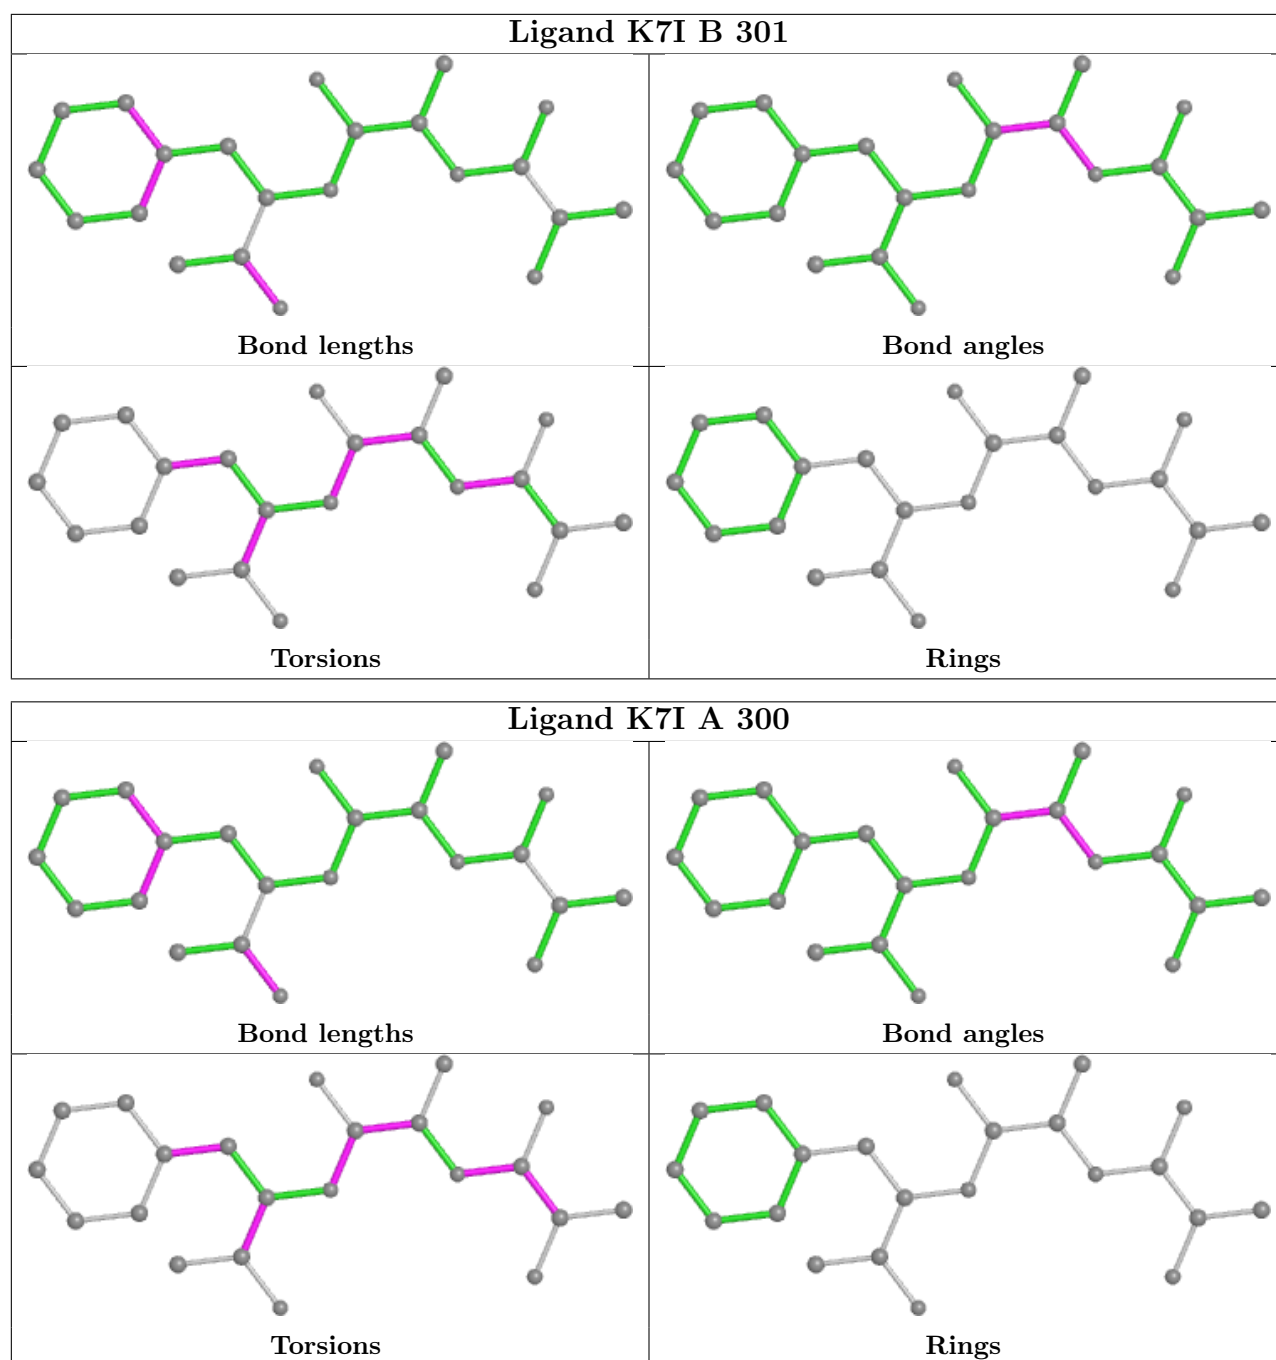 Ligand K7I B 301
Bond lengths
Bond angles
Torsions
Rings
Ligand K7I A 300
Bond lengths
Bond angles
Torsions
Rings